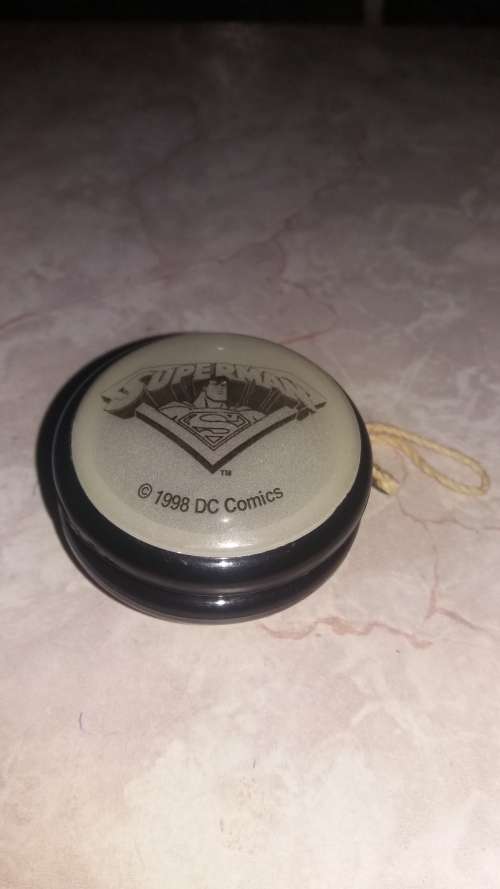 SUPERMAN
S
TM
© 1998 DC Comics